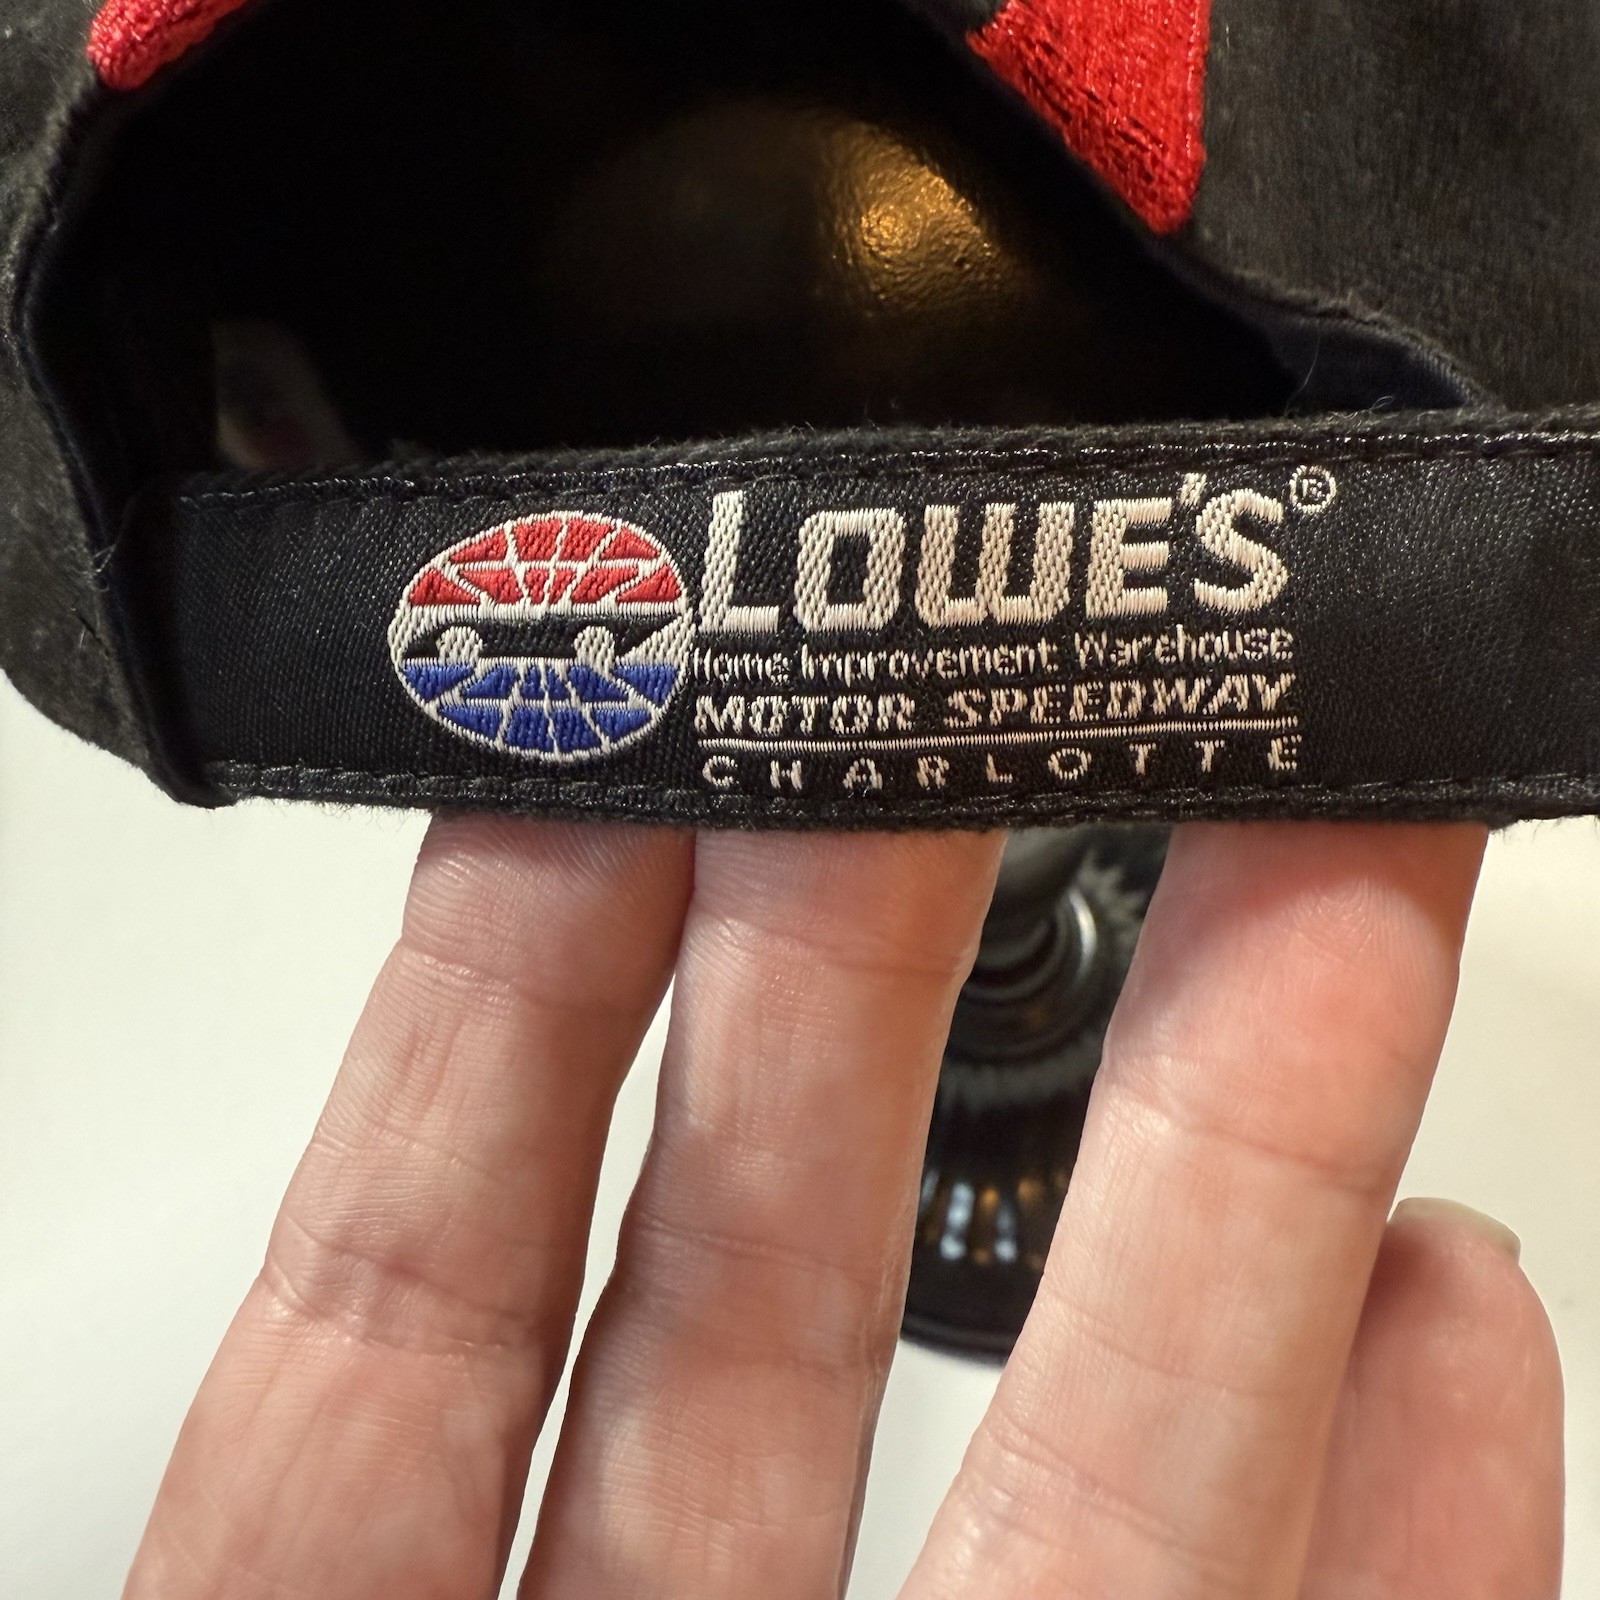 LOWE'S®
Home Improvement Warehouse
MOTOR SPEEDWAY
CHARLOTTE